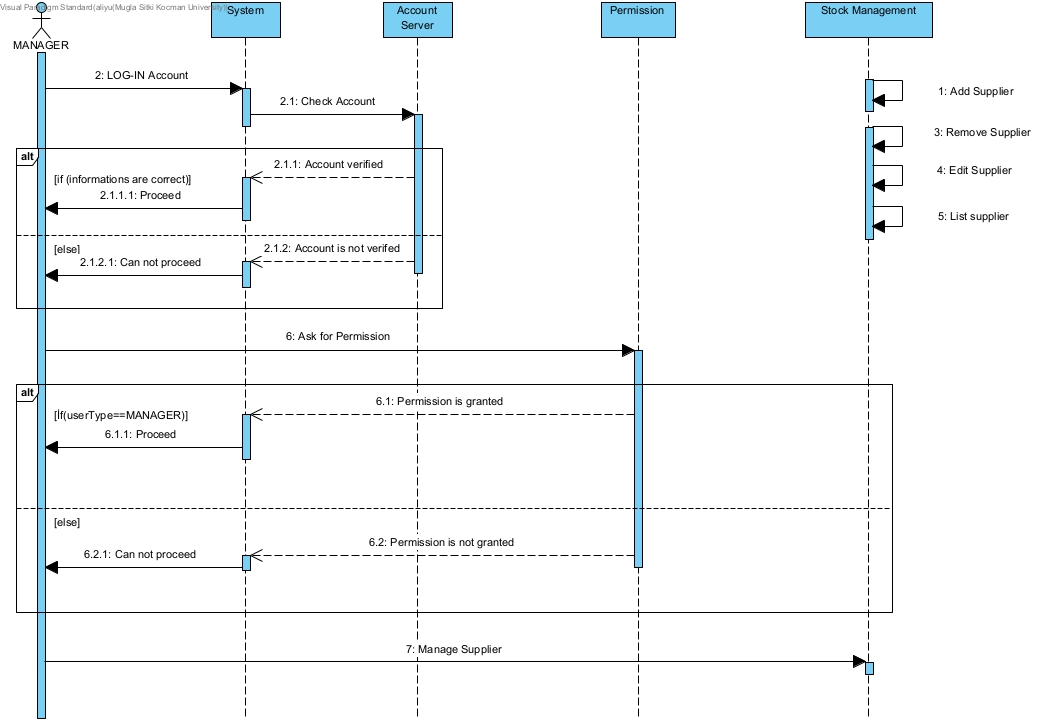 Visual Paradigm Standard(aliyu(Mugla Sitki Kocman University))
System
Account
Server
Permission
Stock Management
MANAGER
2: LOG-IN Account
1: Add Supplier
2.1: Check Account
3: Remove Supplier
alt
2.1.1: Account verified
4: Edit Supplier
[if (informations are correct)]
2.1.1.1: Proceed
5: List supplier
[else]
2.1.2: Account is not verifed
2.1.2.1: Can not proceed
6: Ask for Permission
alt
6.1: Permission is granted
[İf(userType==MANAGER)]
6.1.1: Proceed
[else]
6.2: Permission is not granted
6.2.1: Can not proceed
7: Manage Supplier